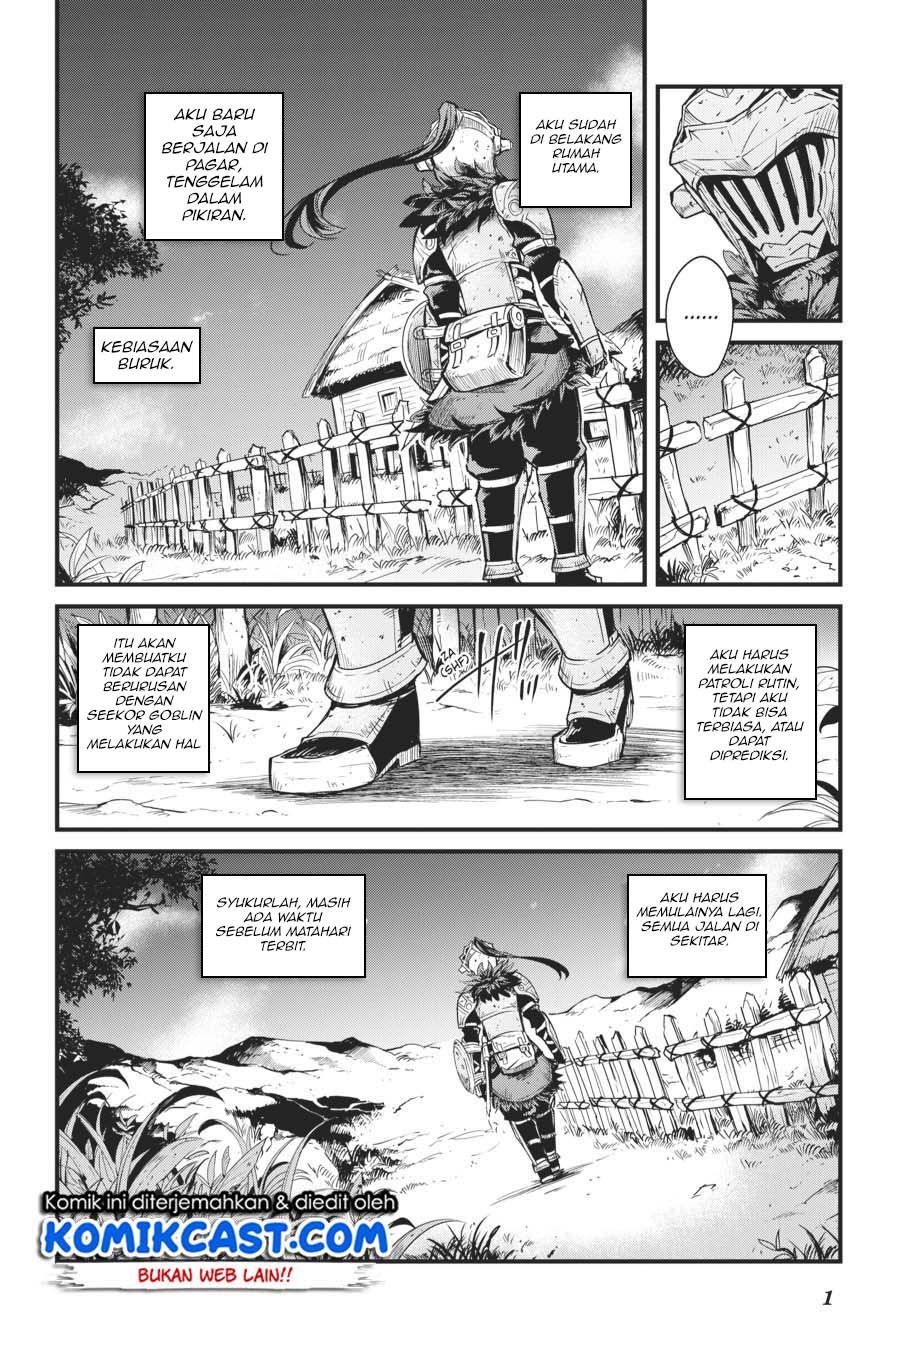 ......
AKU SUDAH
DI BELAKANG
RUMAH
UTAMA.
AKU BARU
SAJA
BERJALAN DI
PAGAR,
TENGGELAM
DALAM
PIKIRAN.
KEBIASAAN
BURUK.
AKU HARUS
MELAKUKAN
PATROLI RUTIN,
TETAPI AKU
TIDAK BISA
TERBIASA, ATAU
DAPAT
DIPREDIKSI.
ZA
(SHF)
ITU AKAN
MEMBUATKU
TIDAK DAPAT
BERURUSAN
DENGAN
SEEKOR GOBLIN
YANG
MELAKUKAN HAL
AKU HARUS
MEMULAINYA LAGI.
SEMUA JALAN DI
SEKITAR.
SYUKURLAH, MASIH
ADA WAKTU
SEBELUM MATAHARI
TERBIT.
Komik ini diterjemahkan & diedit oleh
KOMIKCAST.COM
BUKAN WEB LAIN!!
1